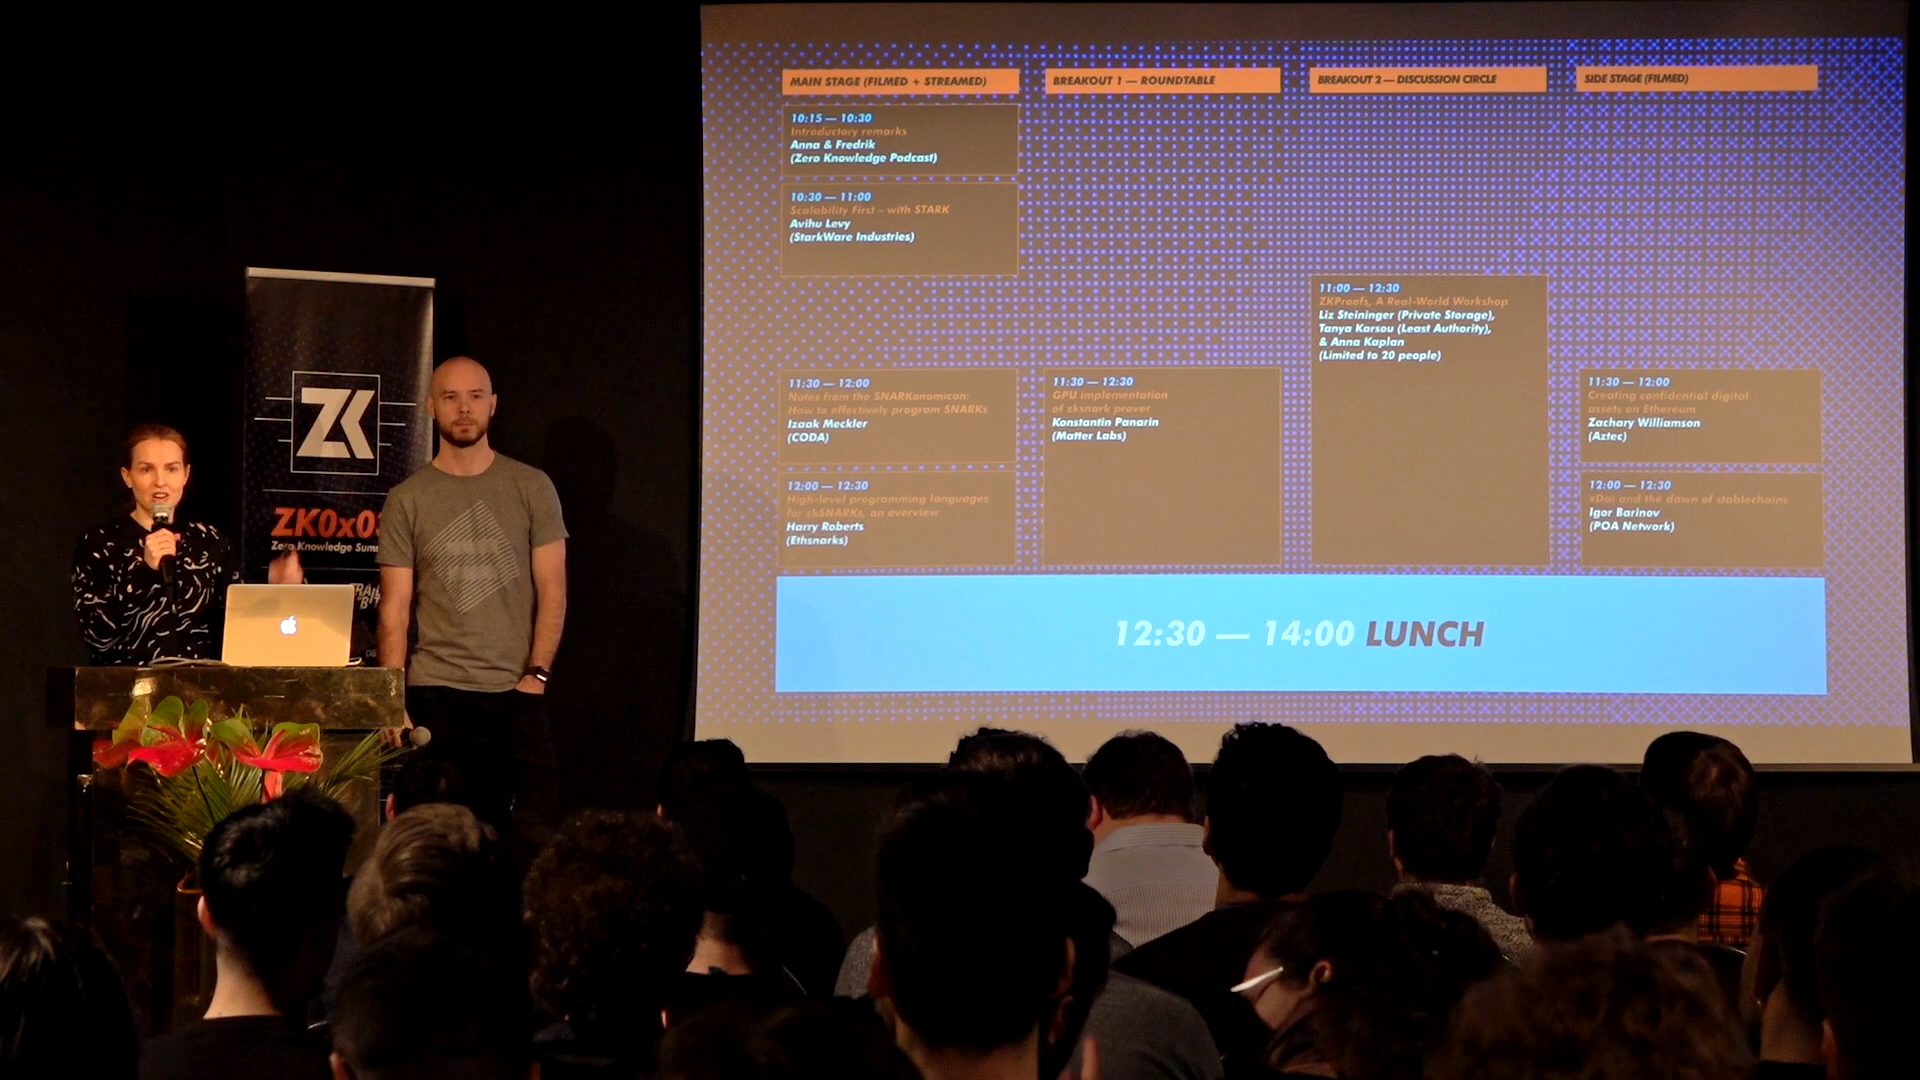 MAIN STAGE (FILMED + STREAMED)
10:15 — 10:30
Introductory remarks
Anna & Fredrik
(Zero Knowledge Podcast)
10:30 — 11:00
Scalability First – with STARK
Avihu Levy
(StarkWare Industries)
11:30 — 12:00
Notes from the SNARKonomicon:
How to effectively program SNARKs
Izaak Meckler
(CODA)
12:00 — 12:30
High-level programming languages
for zkSNARKs, an overview
Harry Roberts
(Ethsnarks)
BREAKOUT 1 — ROUNDTABLE
11:30 — 12:30
GPU implementation
of zksnark prover
Konstantin Panarin
(Matter Labs)
BREAKOUT 2 — DISCUSSION CIRCLE
11:00 — 12:30
ZKProofs, A Real-World Workshop
Liz Steininger (Private Storage),
Tanya Karsou (Least Authority),
& Anna Kaplan
(Limited to 20 people)
SIDE STAGE (FILMED)
11:30 — 12:00
Creating confidential digital
assets on Ethereum
Zachary Williamson
(Aztec)
12:00 — 12:30
xDai and the dawn of stablechains
Igor Barinov
(POA Network)
12:30 — 14:00 LUNCH
ZK
ZK0x03
Zero Knowledge Sum